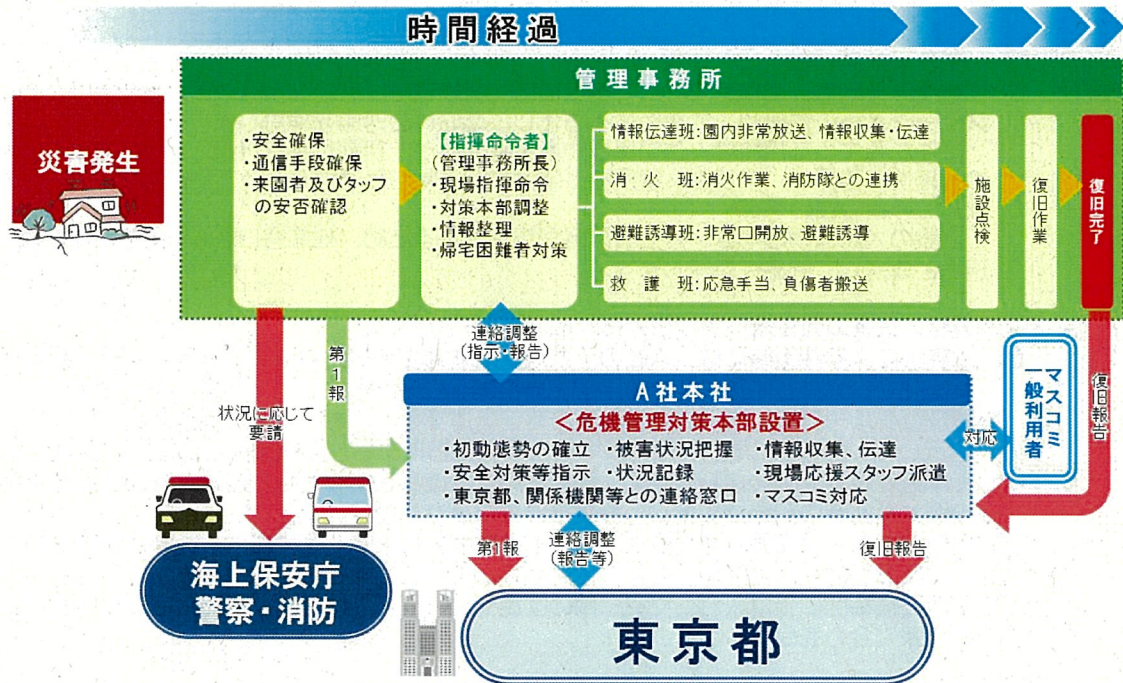 時間経過
管理事務所
災害発生
・安全確保
・通信手段確保
・来園者及びタッフ
の安否確認
【指揮命令者】
(管理事務所長)
・現場指揮命令
・対策本部調整
・情報整理
・帰宅困難者対策
情報伝達班:園内非常放送、情報収集・伝達
消 火 班:消火作業、消防隊との連携
避難誘導班:非常口開放、避難誘導
救 護 班:応急手当、負傷者搬送
施設点検
復旧作業
復旧完了
状況に応じて
要請
第1報
連絡調整
(指示・報告)
A社本社
<危機管理対策本部設置>
・初動態勢の確立 ・被害状況把握 ・情報収集、伝達
・安全対策等指示 ・状況記録 ・現場応援スタッフ派遣
・東京都、関係機関等との連絡窓口 ・マスコミ対応
対応
マスコミ
一般利用者
復旧報告
第1報
連絡調整
(報告等)
復旧報告
海上保安庁
警察・消防
東京都